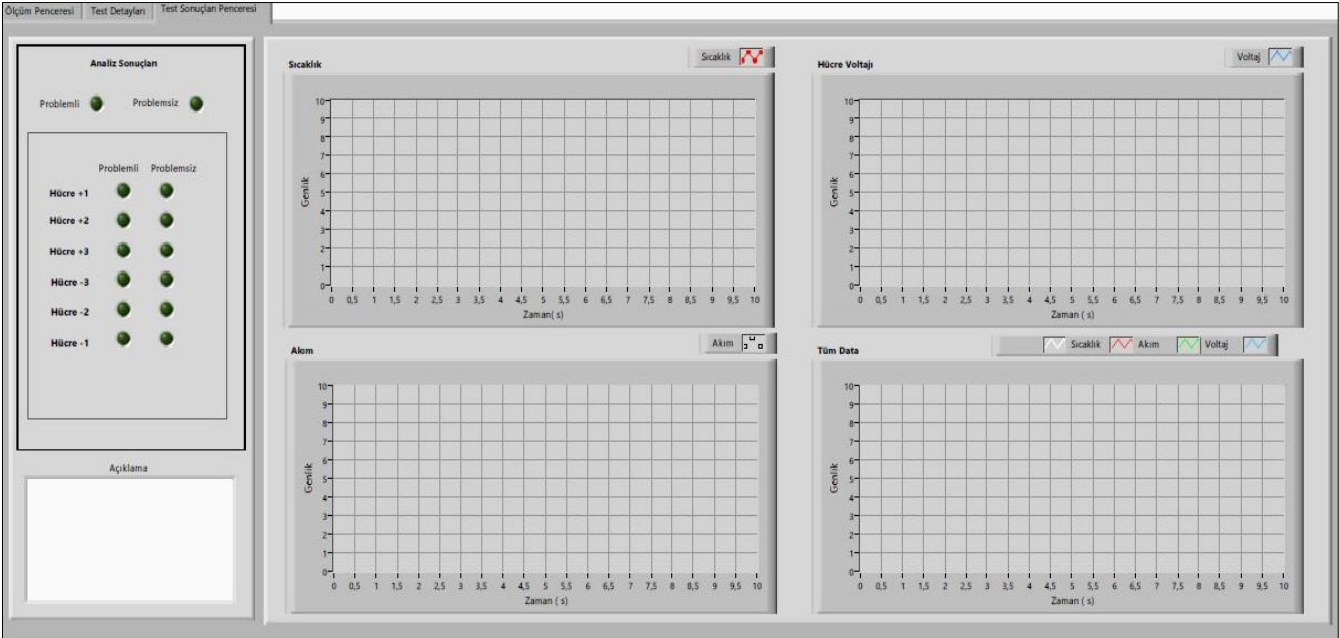 Ölçüm Penceresi Test Detayları Test Sonuçları Penceresi
Analiz Sonuçları
Problemli Problemsiz
Problemli Problemsiz
Hücre +1
Hücre +2
Hücre +3
Hücre -3
Hücre -2
Hücre -1
Açıklama
Sıcaklık
Sıcaklık
10
9
8
7
6
5
4
3
2
1
0
Genlik
0 0,5 1 1,5 2 2,5 3 3,5 4 4,5 5 5,5 6 6,5 7 7,5 8 8,5 9 9,5 10
Zaman( s)
Hücre Voltajı
Voltaj
10
9
8
7
6
5
4
3
2
1
0
Genlik
0 0,5 1 1,5 2 2,5 3 3,5 4 4,5 5 5,5 6 6,5 7 7,5 8 8,5 9 9,5 10
Zaman ( s)
Akım
Akım
10
9
8
7
6
5
4
3
2
1
0
Genlik
0 0,5 1 1,5 2 2,5 3 3,5 4 4,5 5 5,5 6 6,5 7 7,5 8 8,5 9 9,5 10
Zaman ( s)
Tüm Data
Sıcaklık Akım Voltaj
10
9
8
7
6
5
4
3
2
1
0
Genlik
0 0,5 1 1,5 2 2,5 3 3,5 4 4,5 5 5,5 6 6,5 7 7,5 8 8,5 9 9,5 10
Zaman ( s)